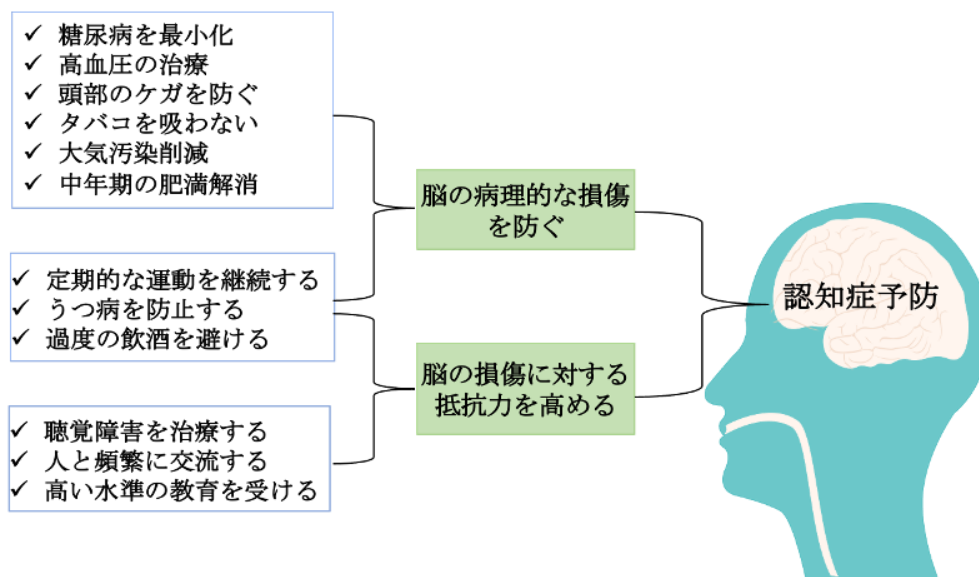 ✓ 糖尿病を最小化
✓ 高血圧の治療
✓ 頭部のケガを防ぐ
✓ タバコを吸わない
✓ 大気汚染削減
✓ 中年期の肥満解消
✓ 定期的な運動を継続する
✓ うつ病を防止する
✓ 過度の飲酒を避ける
✓ 聴覚障害を治療する
✓ 人と頻繁に交流する
✓ 高い水準の教育を受ける
脳の病理的な損傷
を防ぐ
脳の損傷に対する
抵抗力を高める
認知症予防